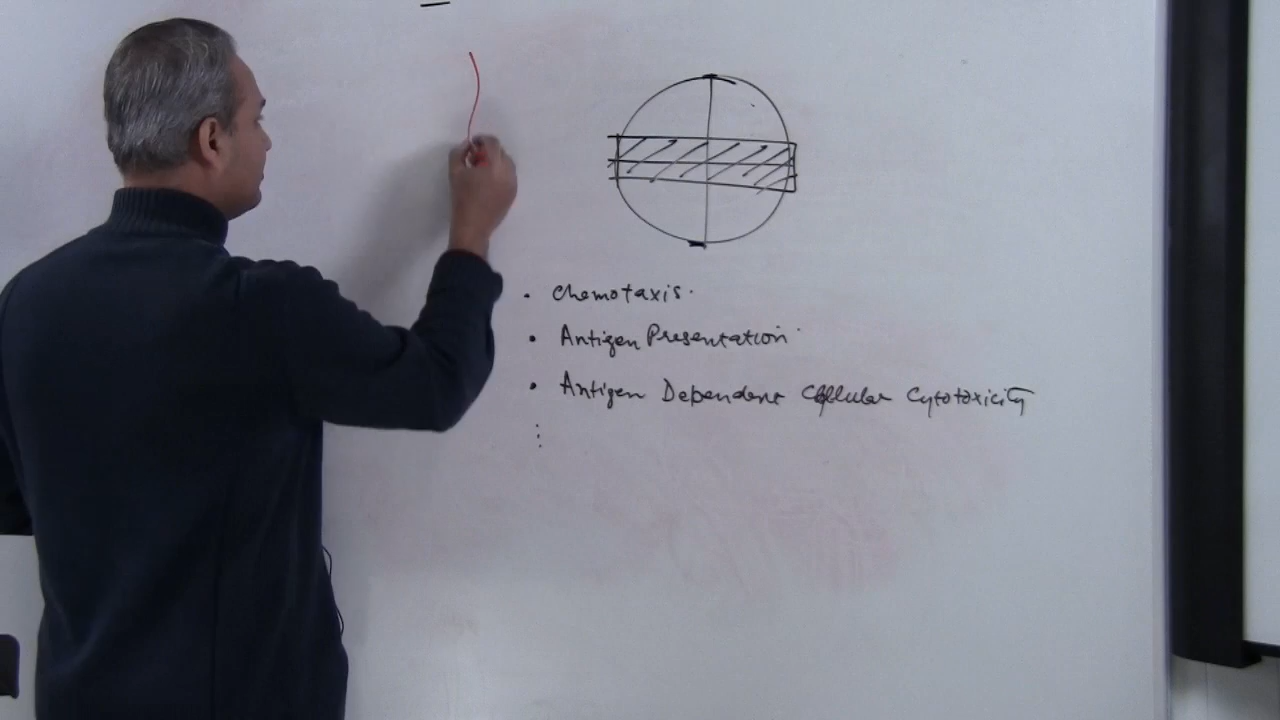 • Chemotaxis.
• Antigen Presentation
• Antigen Dependent Cellular Cytotoxicity
⋮